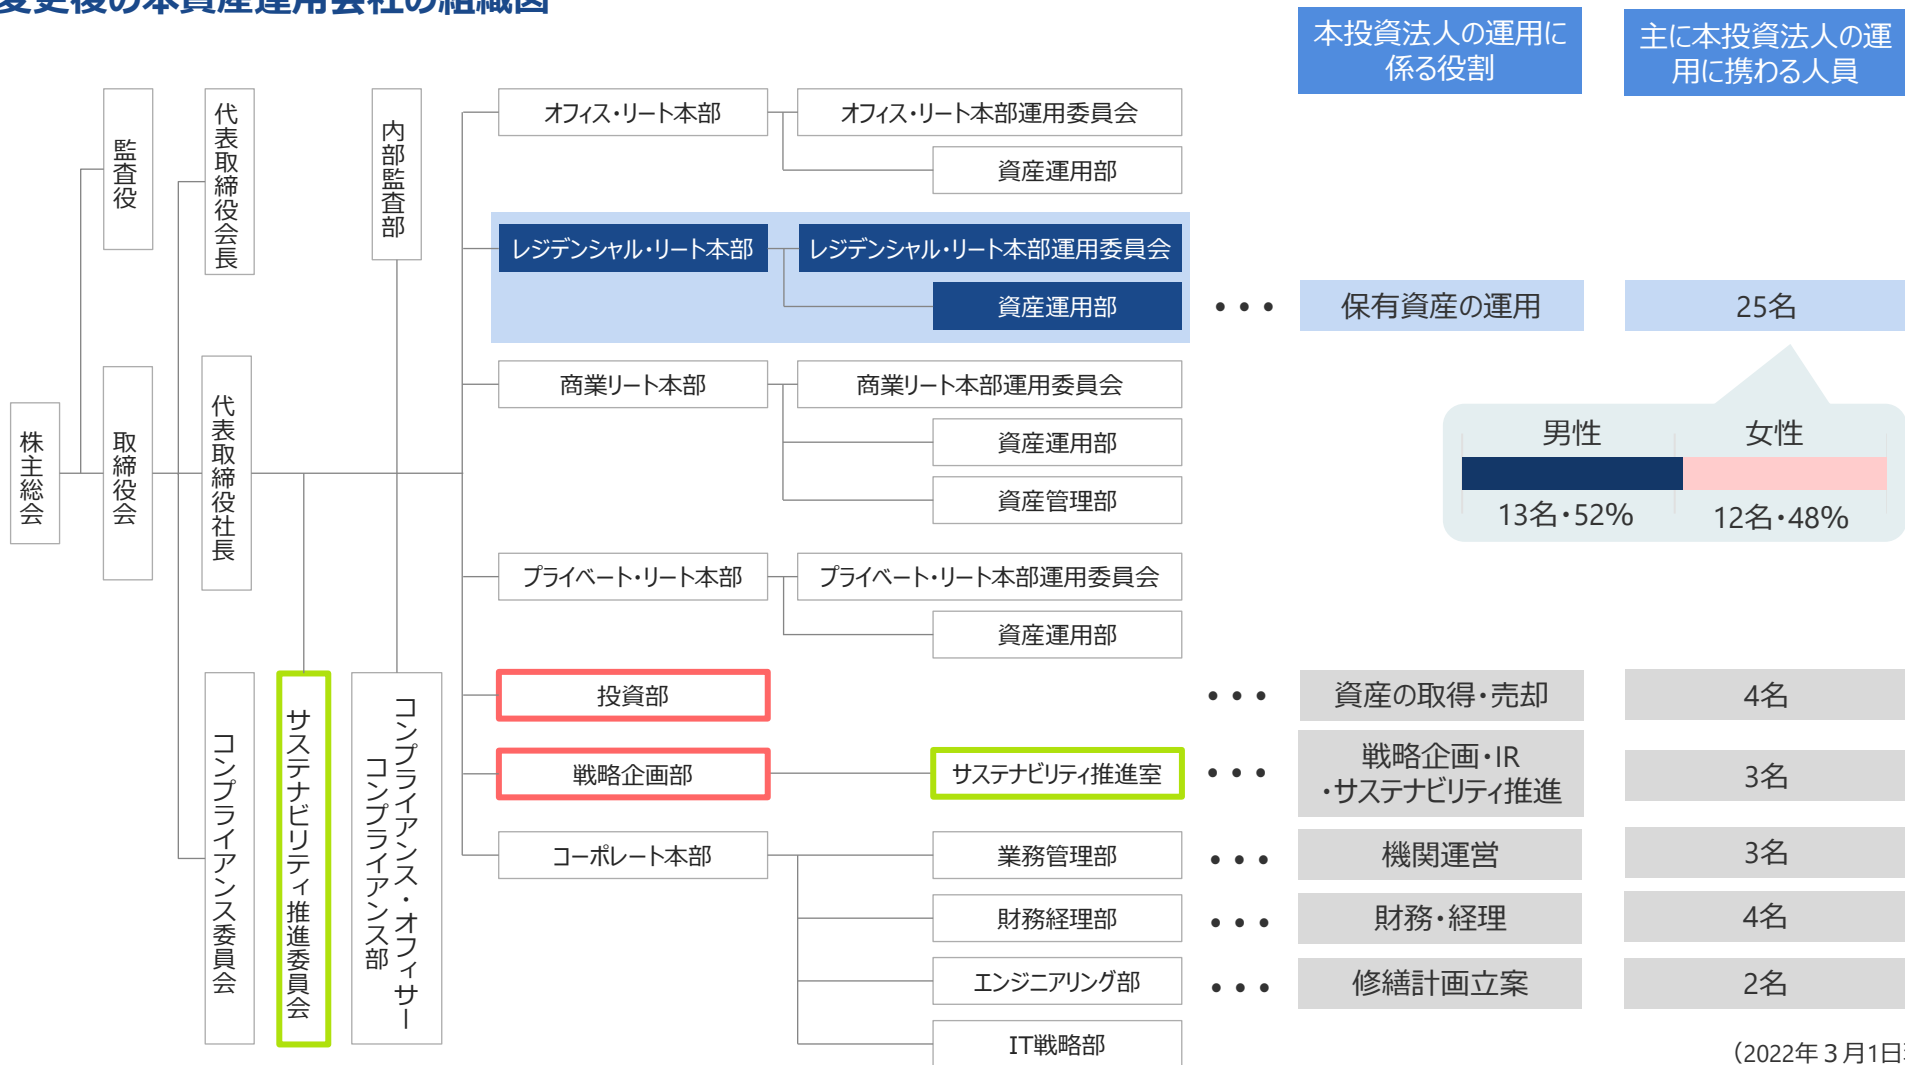 変更後の本資産運用会社の組織図
本投資法人の運用に
係る役割
主に本投資法人の運
用に携わる人員
株主総会
監査役
取締役会
代表取締役会長
代表取締役社長
コンプライアンス委員会
サステナビリティ推進委員会
内部監査部
コンプライアンス・オフィサー
コンプライアンス部
オフィス・リート本部
オフィス・リート本部運用委員会
資産運用部
レジデンシャル・リート本部
レジデンシャル・リート本部運用委員会
資産運用部
・・・
保有資産の運用
25名
男性
女性
13名・52%
12名・48%
商業リート本部
商業リート本部運用委員会
資産運用部
資産管理部
プライベート・リート本部
プライベート・リート本部運用委員会
資産運用部
投資部
・・・
資産の取得・売却
4名
戦略企画部
サステナビリティ推進室
・・・
戦略企画・IR
・サステナビリティ推進
3名
コーポレート本部
業務管理部
・・・
機関運営
3名
財務経理部
・・・
財務・経理
4名
エンジニアリング部
・・・
修繕計画立案
2名
IT戦略部
（2022年３月1日